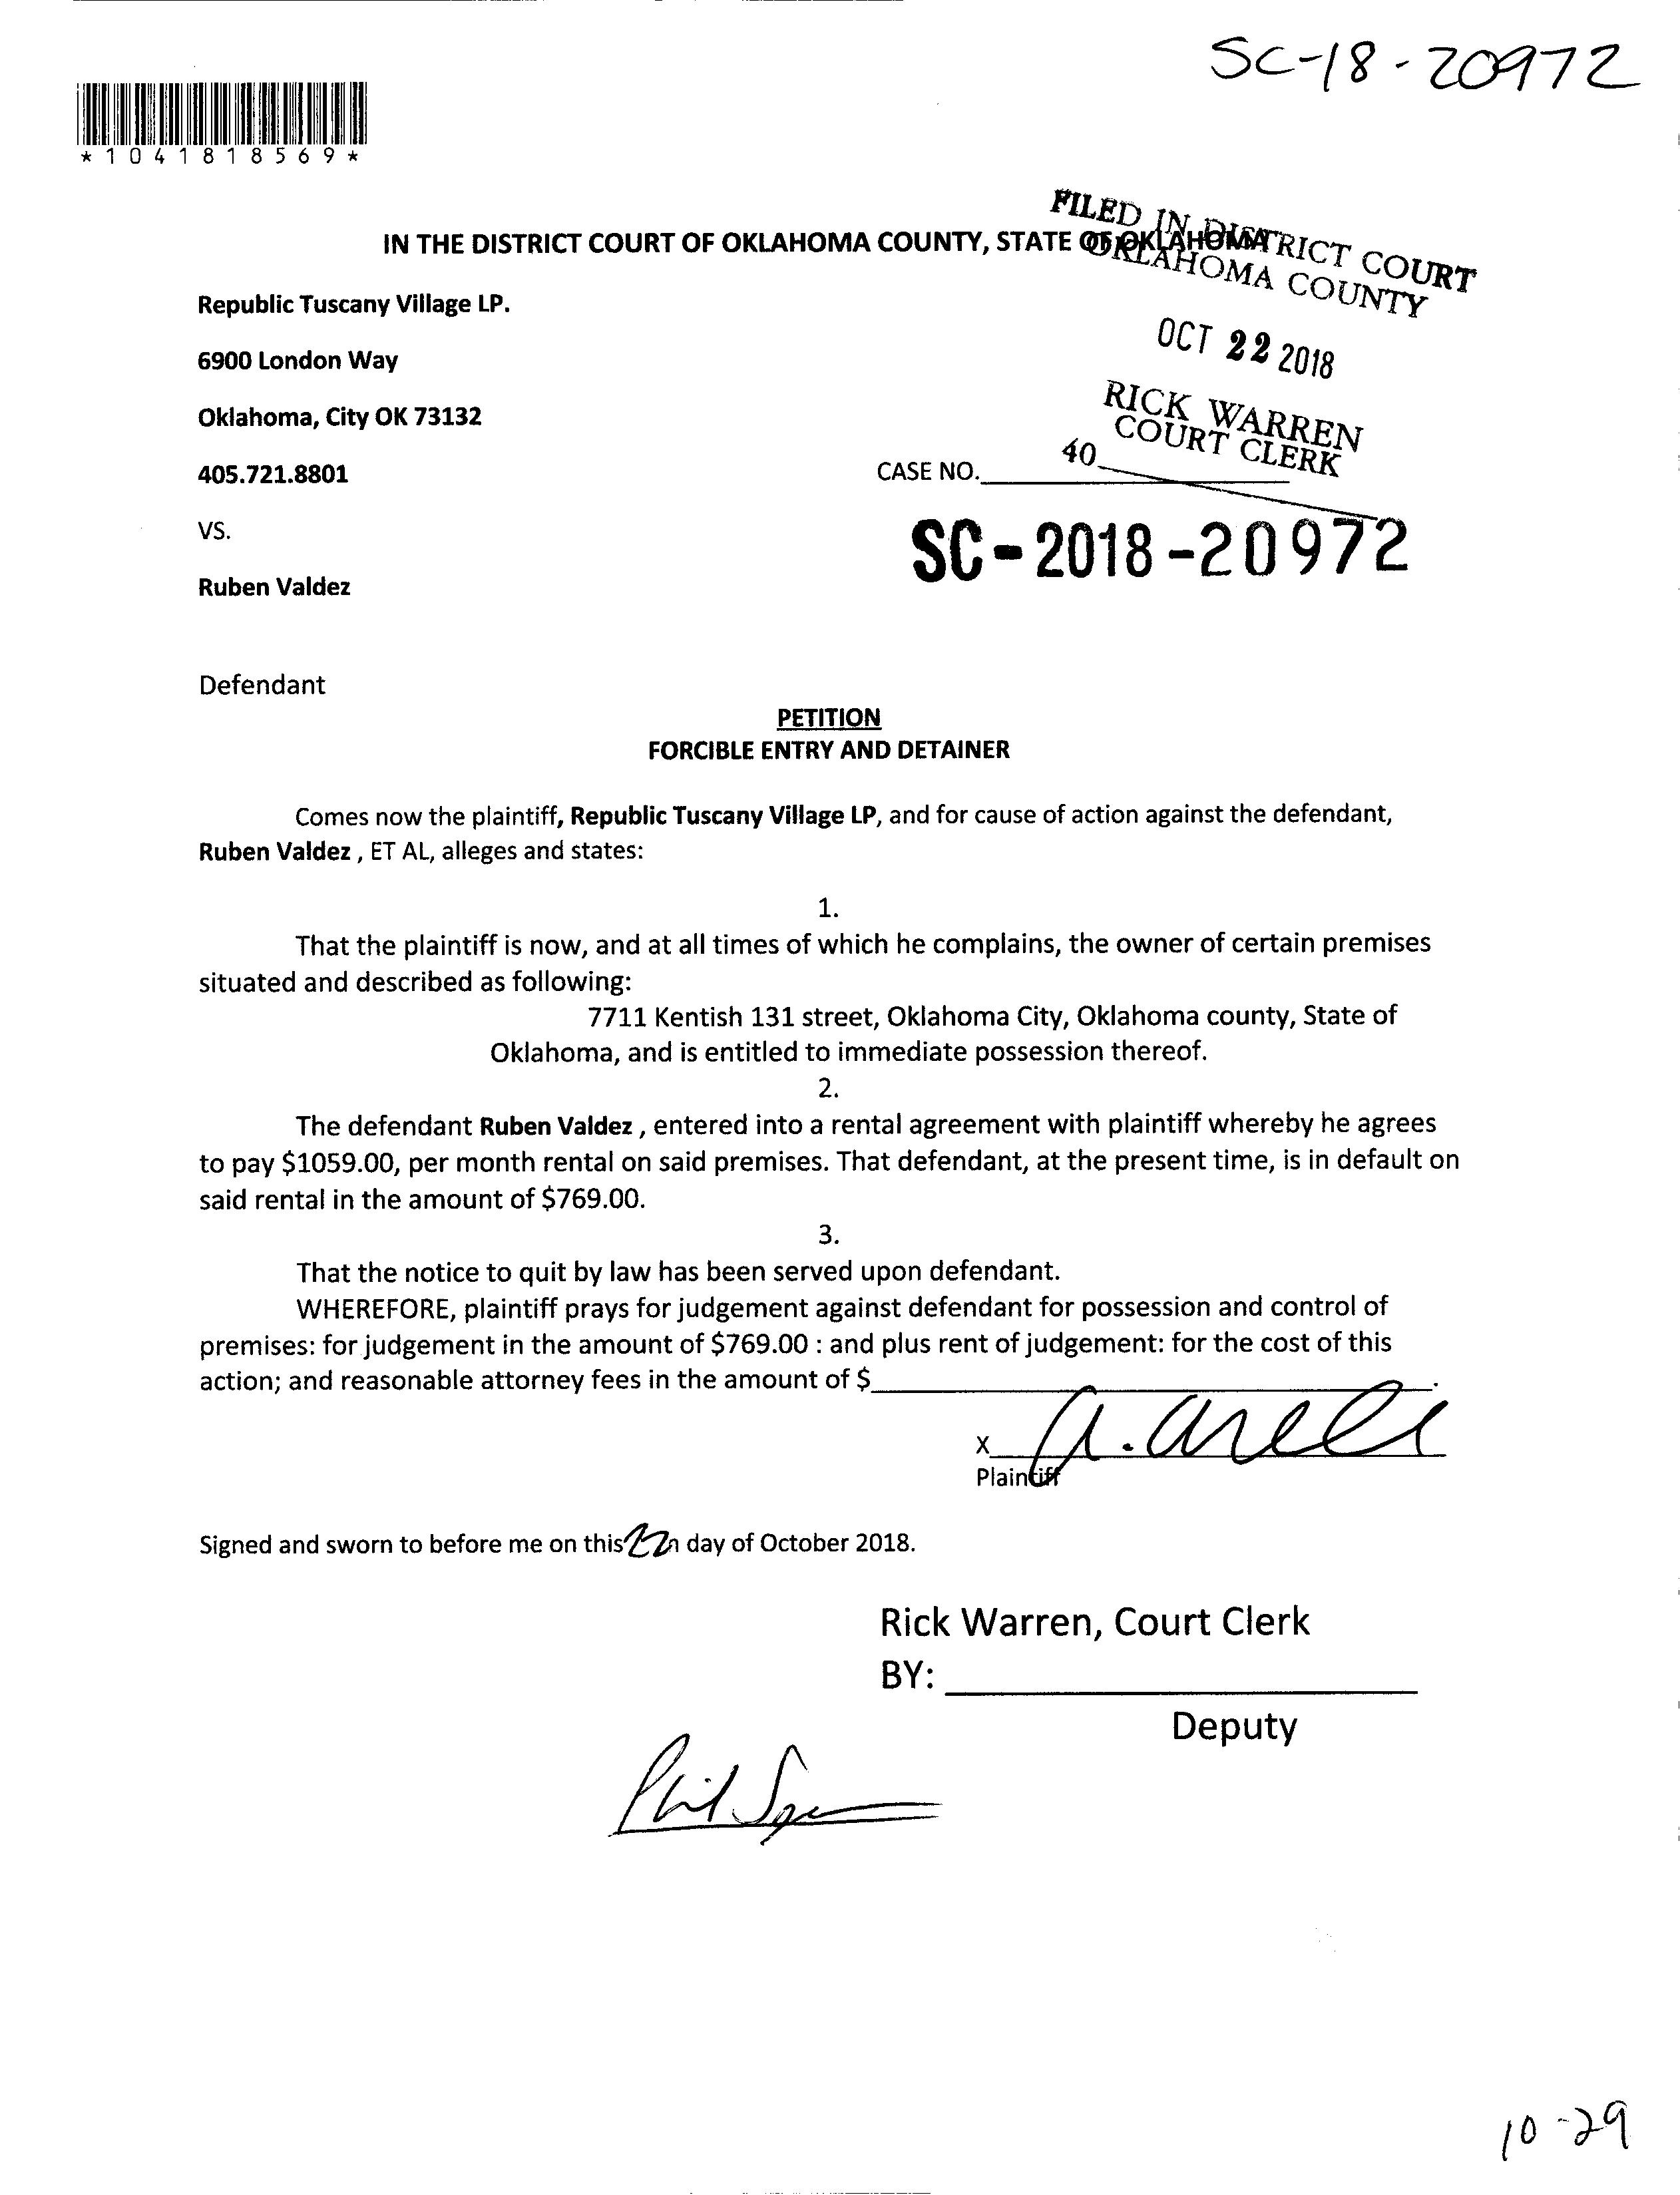 SC-18-20972
*1041818569*
FILED IN DISTRICT COURT
OKLAHOMA COUNTY
IN THE DISTRICT COURT OF OKLAHOMA COUNTY, STATE OF OKLAHOMA
Republic Tuscany Village LP.
OCT 22 2018
6900 London Way
RICK WARREN
COURT CLERK
Oklahoma, City OK 73132
40
405.721.8801
CASE NO.
VS.
SC-2018-20972
Ruben Valdez
Defendant
PETITION
FORCIBLE ENTRY AND DETAINER
Comes now the plaintiff, Republic Tuscany Village LP, and for cause of action against the defendant,
Ruben Valdez , ET AL, alleges and states:
1.
That the plaintiff is now, and at all times of which he complains, the owner of certain premises
situated and described as following:
7711 Kentish 131 street, Oklahoma City, Oklahoma county, State of
Oklahoma, and is entitled to immediate possession thereof.
2.
The defendant Ruben Valdez , entered into a rental agreement with plaintiff whereby he agrees
to pay $1059.00, per month rental on said premises. That defendant, at the present time, is in default on
said rental in the amount of $769.00.
3.
That the notice to quit by law has been served upon defendant.
WHEREFORE, plaintiff prays for judgement against defendant for possession and control of
premises: for judgement in the amount of $769.00 : and plus rent of judgement: for the cost of this
action; and reasonable attorney fees in the amount of $
X
Plaintiff
Signed and sworn to before me on this 22n day of October 2018.
Rick Warren, Court Clerk
BY:
Deputy
Phil
10-29